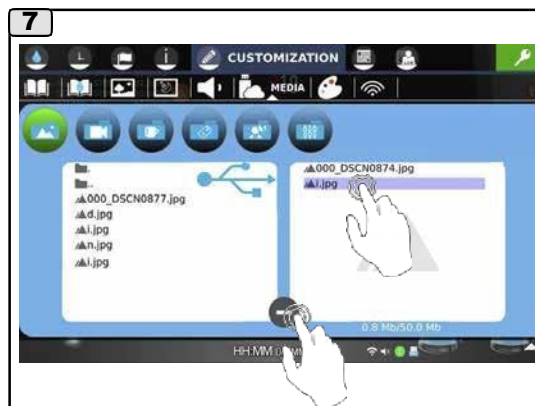 7
CUSTOMIZATION
MEDIA
.
..
000_DSCN0877.jpg
d.jpg
i.jpg
n.jpg
i.jpg
000_DSCN0874.jpg
i.jpg
0.8 Mb/50.0 Mb
HH:MM